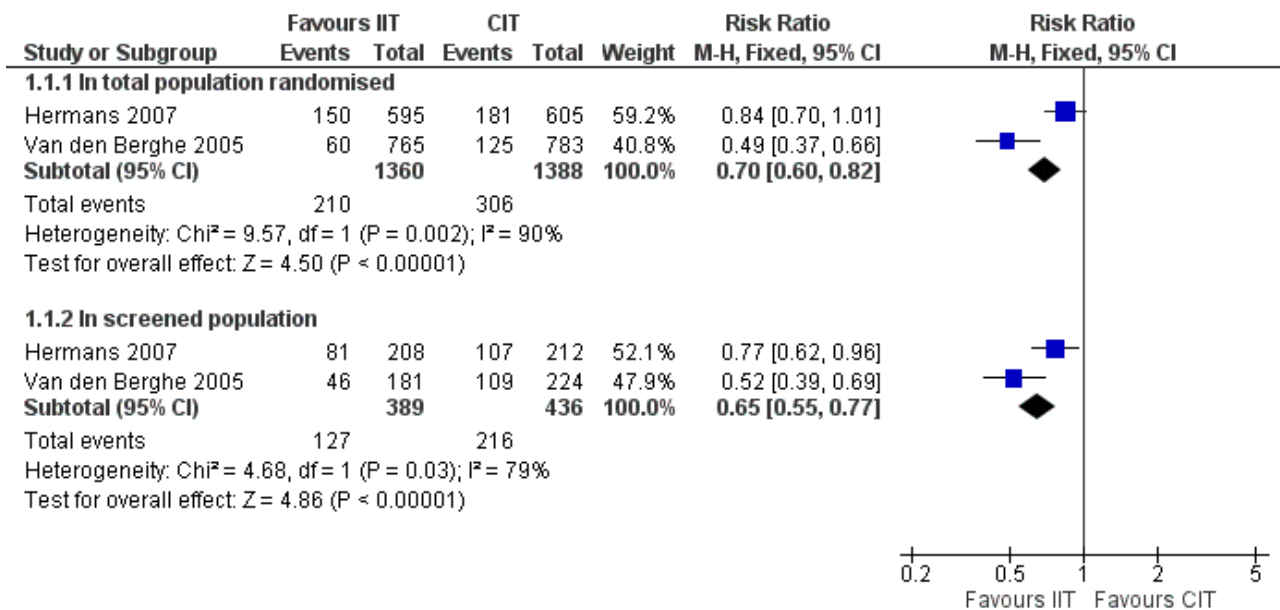 Favours IIT CIT Risk Ratio Risk Ratio
Study or Subgroup Events Total Events Total Weight M-H, Fixed, 95% CI M-H, Fixed, 95% CI
1.1.1 In total population randomised
Hermans 2007 150 595 181 605 59.2% 0.84 [0.70, 1.01]
Van den Berghe 2005 60 765 125 783 40.8% 0.49 [0.37, 0.66]
Subtotal (95% CI) 1360 1388 100.0% 0.70 [0.60, 0.82]
Total events 210 306
Heterogeneity: Chi² = 9.57, df = 1 (P = 0.002); I² = 90%
Test for overall effect: Z = 4.50 (P < 0.00001)
1.1.2 In screened population
Hermans 2007 81 208 107 212 52.1% 0.77 [0.62, 0.96]
Van den Berghe 2005 46 181 109 224 47.9% 0.52 [0.39, 0.69]
Subtotal (95% CI) 389 436 100.0% 0.65 [0.55, 0.77]
Total events 127 216
Heterogeneity: Chi² = 4.68, df = 1 (P = 0.03); I² = 79%
Test for overall effect: Z = 4.86 (P < 0.00001)
0.2 0.5 1 2 5
Favours IIT Favours CIT